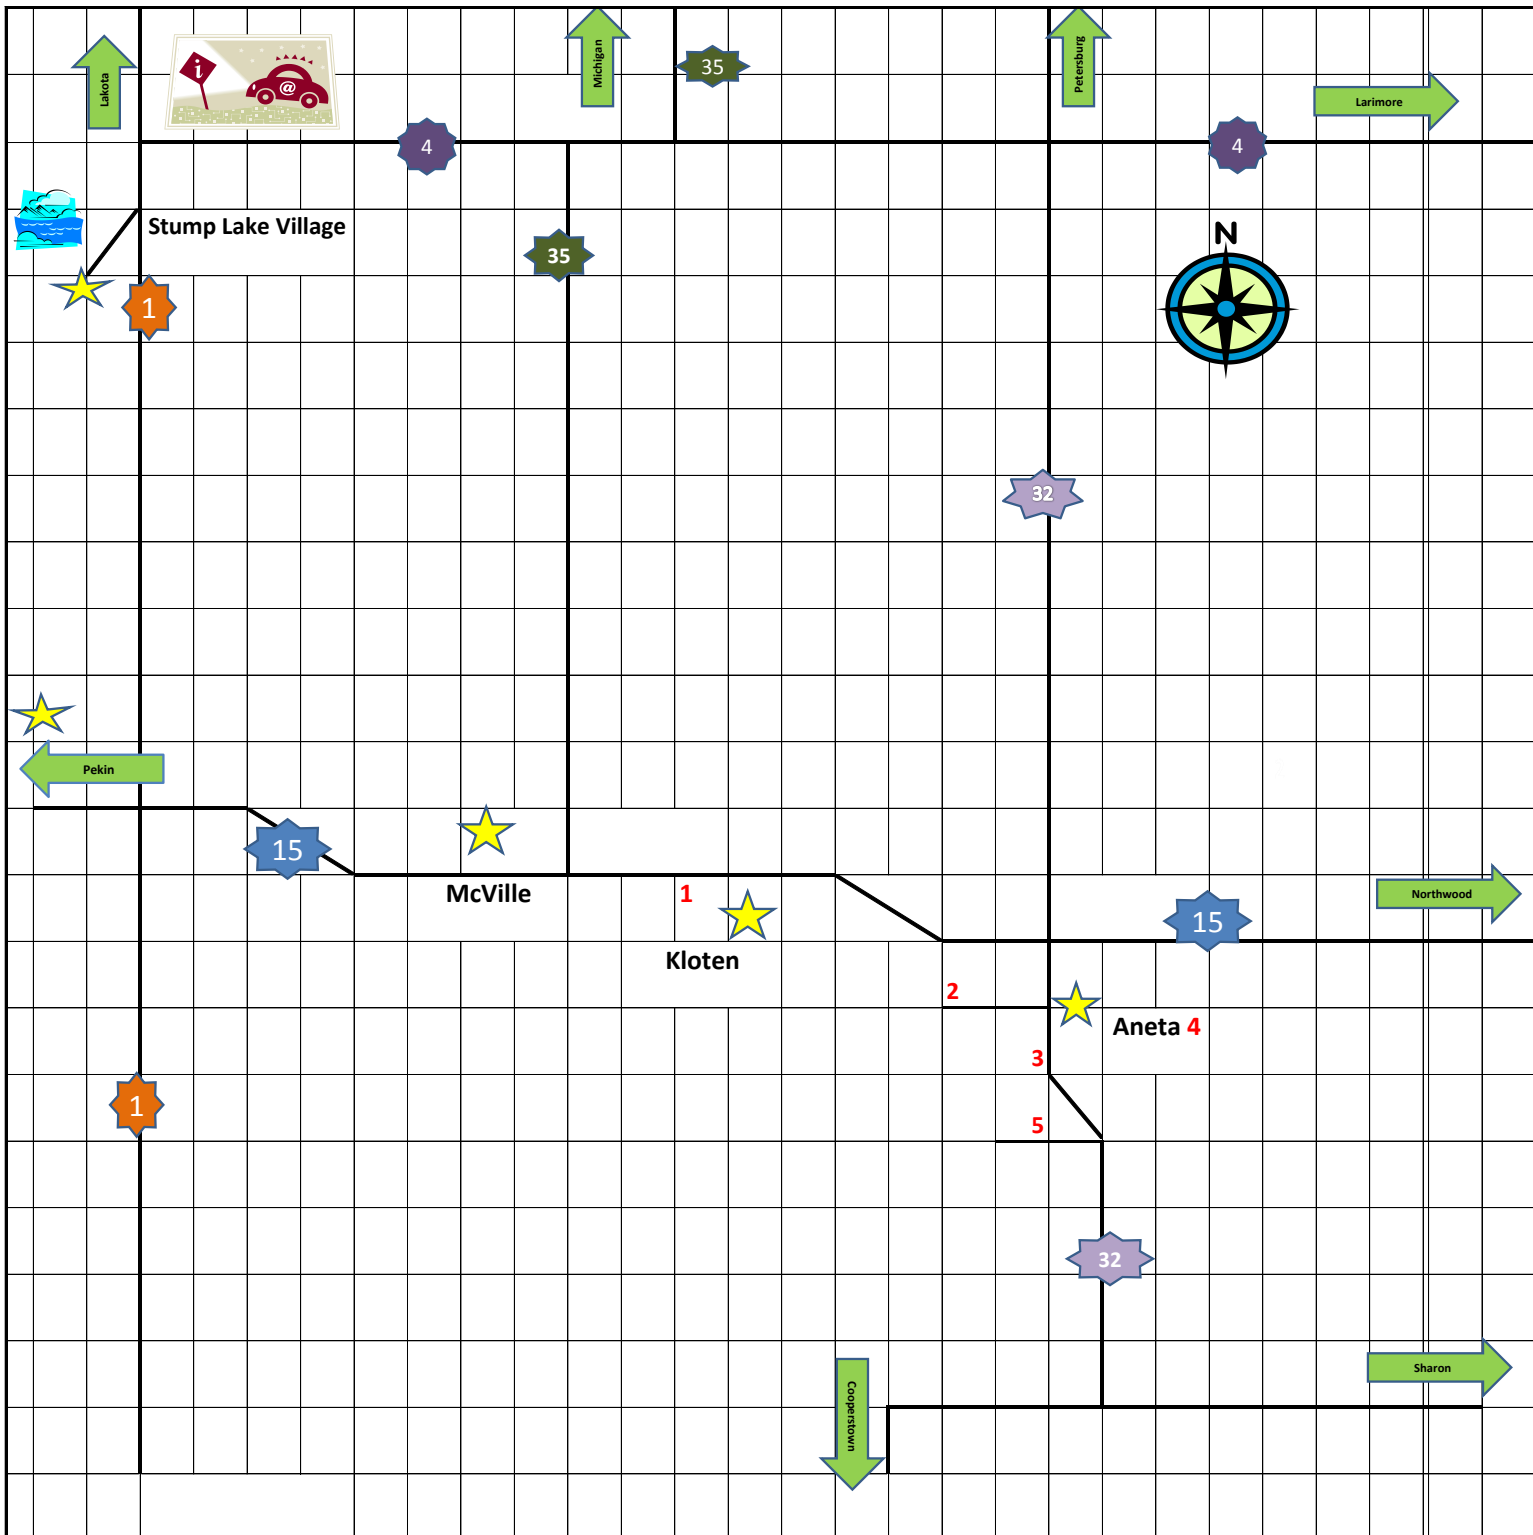 Lakota
i
@
Michigan
35
Petersburg
Larimore
4
4
Stump Lake Village
35
N
1
32
Pekin
15
McVille
1
Kloten
15
Northwood
2
Aneta 4
3
1
5
32
Sharon
Cooperstown